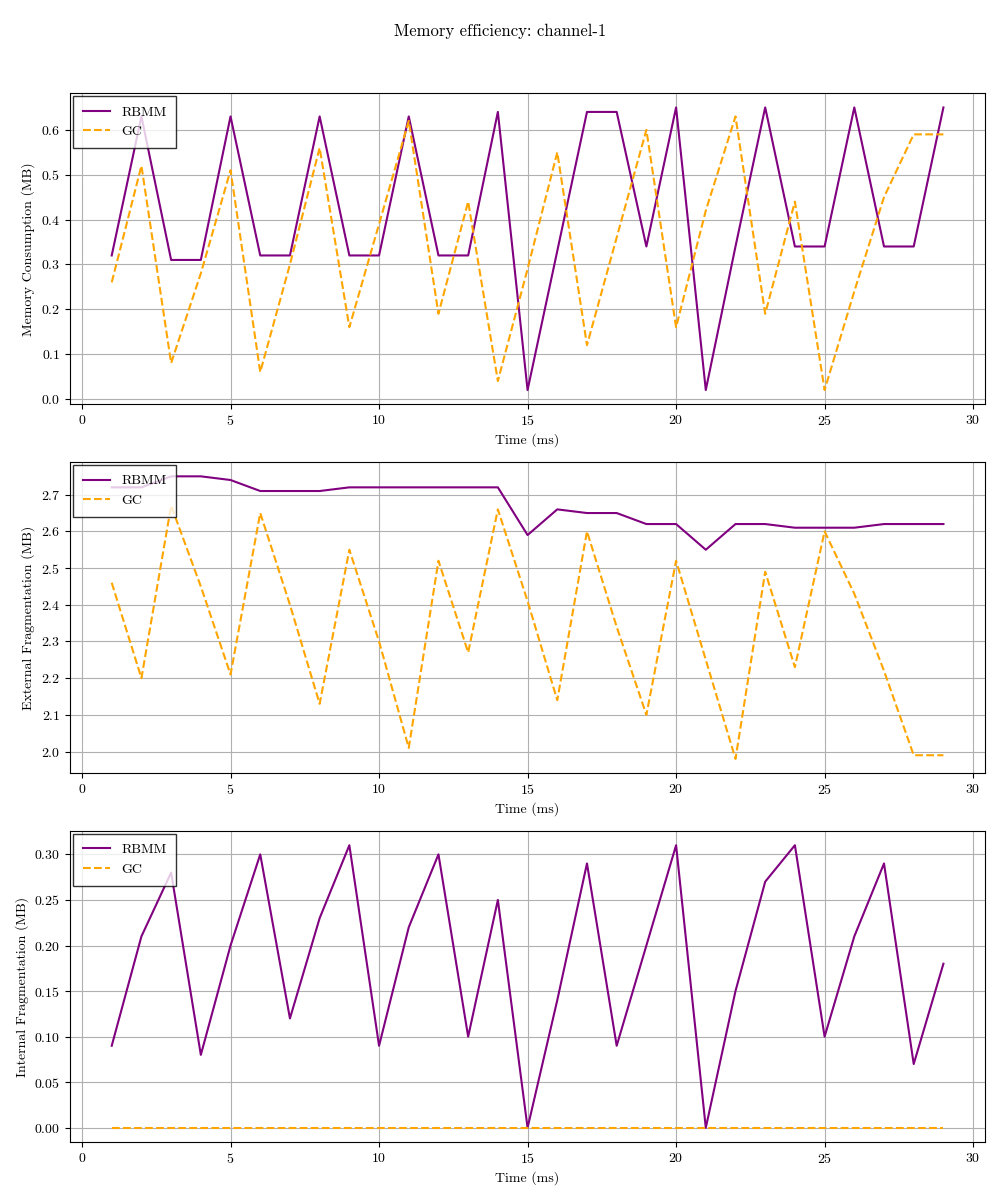 Memory efficiency: channel-1
RBMM
GC
0.6
0.5
0.4
0.3
0.2
0.1
0.0
Memory Consumption (MB)
0 5 10 15 20 25 30
Time (ms)
RBMM
GC
2.7
2.6
2.5
2.4
2.3
2.2
2.1
2.0
External Fragmentation (MB)
0 5 10 15 20 25 30
Time (ms)
RBMM
GC
0.30
0.25
0.20
0.15
0.10
0.05
0.00
Internal Fragmentation (MB)
0 5 10 15 20 25 30
Time (ms)